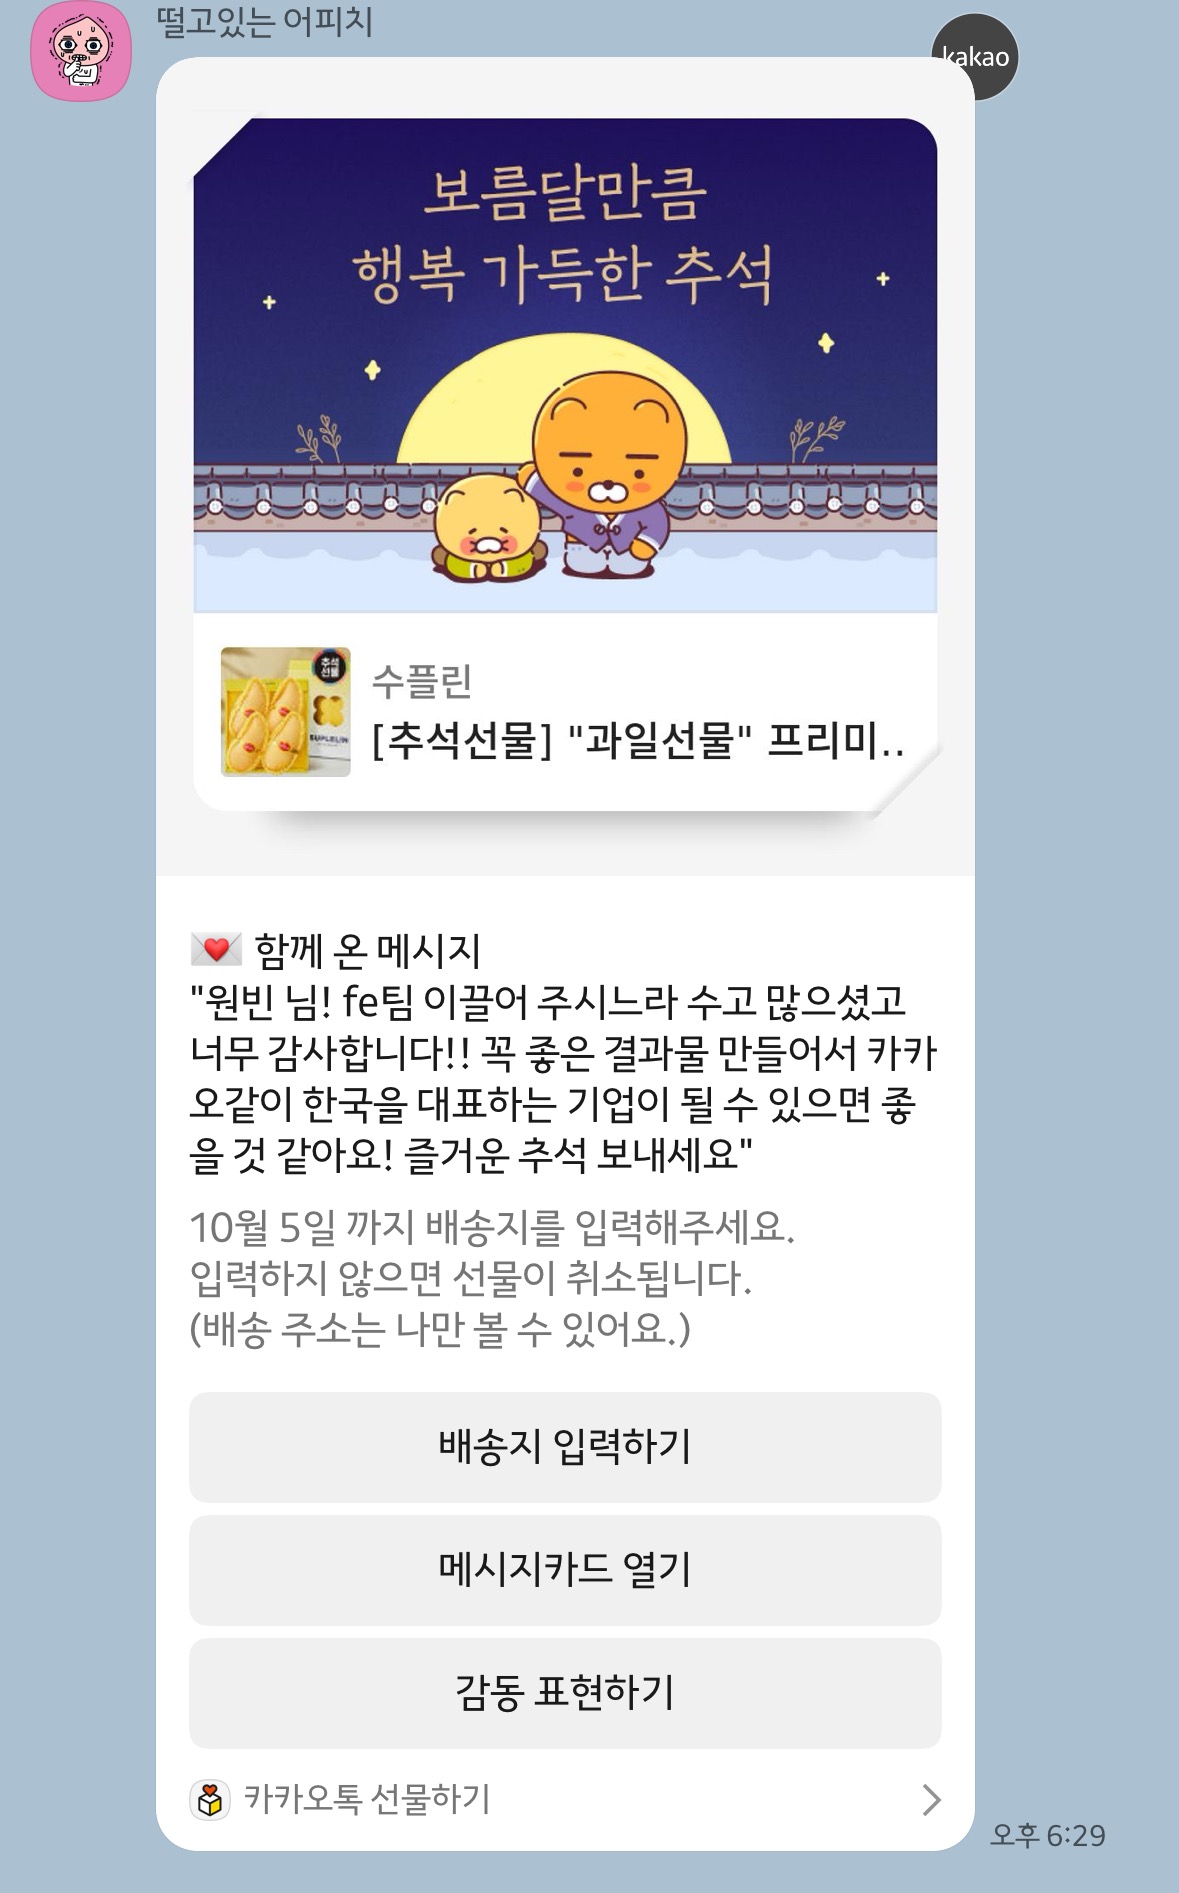 떨고있는 어피치
kakao
보름달만큼
행복 가득한 추석
추석
선물
SUPLELIN
수플린
[추석선물] "과일선물" 프리미..
💌 함께 온 메시지
"원빈 님! fe팀 이끌어 주시느라 수고 많으셨고
너무 감사합니다!! 꼭 좋은 결과물 만들어서 카카
오같이 한국을 대표하는 기업이 될 수 있으면 좋
을 것 같아요! 즐거운 추석 보내세요"
10월 5일 까지 배송지를 입력해주세요.
입력하지 않으면 선물이 취소됩니다.
(배송 주소는 나만 볼 수 있어요.)
배송지 입력하기
메시지카드 열기
감동 표현하기
카카오톡 선물하기
오후 6:29